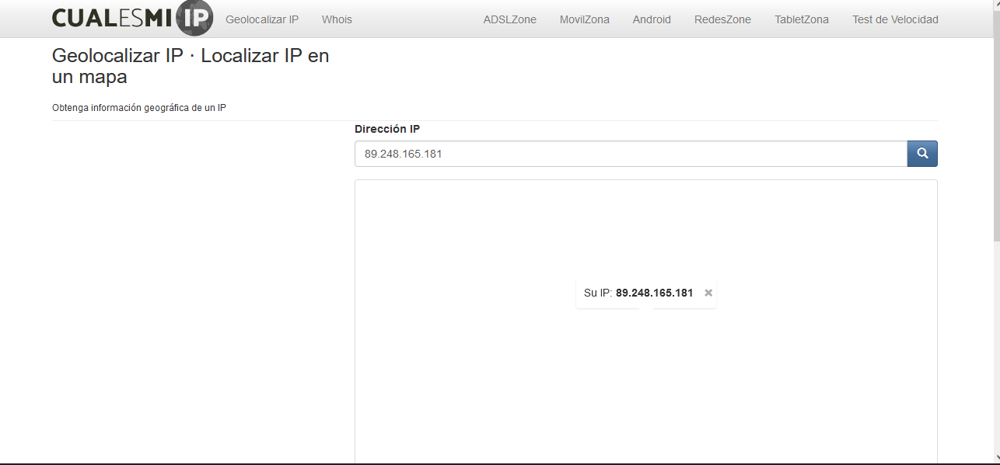 CUALESMI IP Geolocalizar IP Whois ADSLZone MovilZona Android RedesZone TabletZona Test de Velocidad
Geolocalizar IP · Localizar IP en
un mapa
Obtenga información geográfica de un IP
Dirección IP
89.248.165.181
Su IP: 89.248.165.181